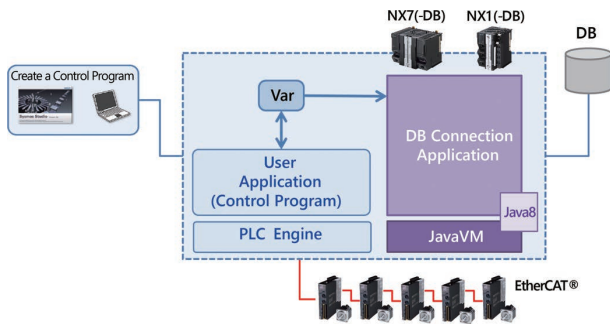 NX7(-DB)
NX1(-DB)
DB
Create a Control Program
Var
DB Connection
Application
User
Application
(Control Program)
Java8
PLC Engine
JavaVM
EtherCAT®